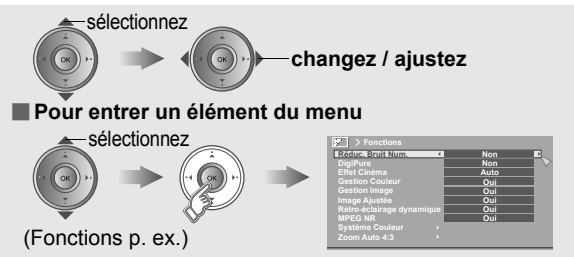 sélectionnez
OK
OK
changez / ajustez
Pour entrer un élément du menu
sélectionnez
OK
OK
(Fonctions p. ex.)
> Fonctions
Réduc. Bruit Num. Non
DigiPure Non
Effet Cinéma Auto
Gestion Couleur Oui
Gestion Image Oui
Image Ajustée Oui
Rétro-éclairage dynamique Oui
MPEG NR Oui
Système Couleur
Zoom Auto 4:3